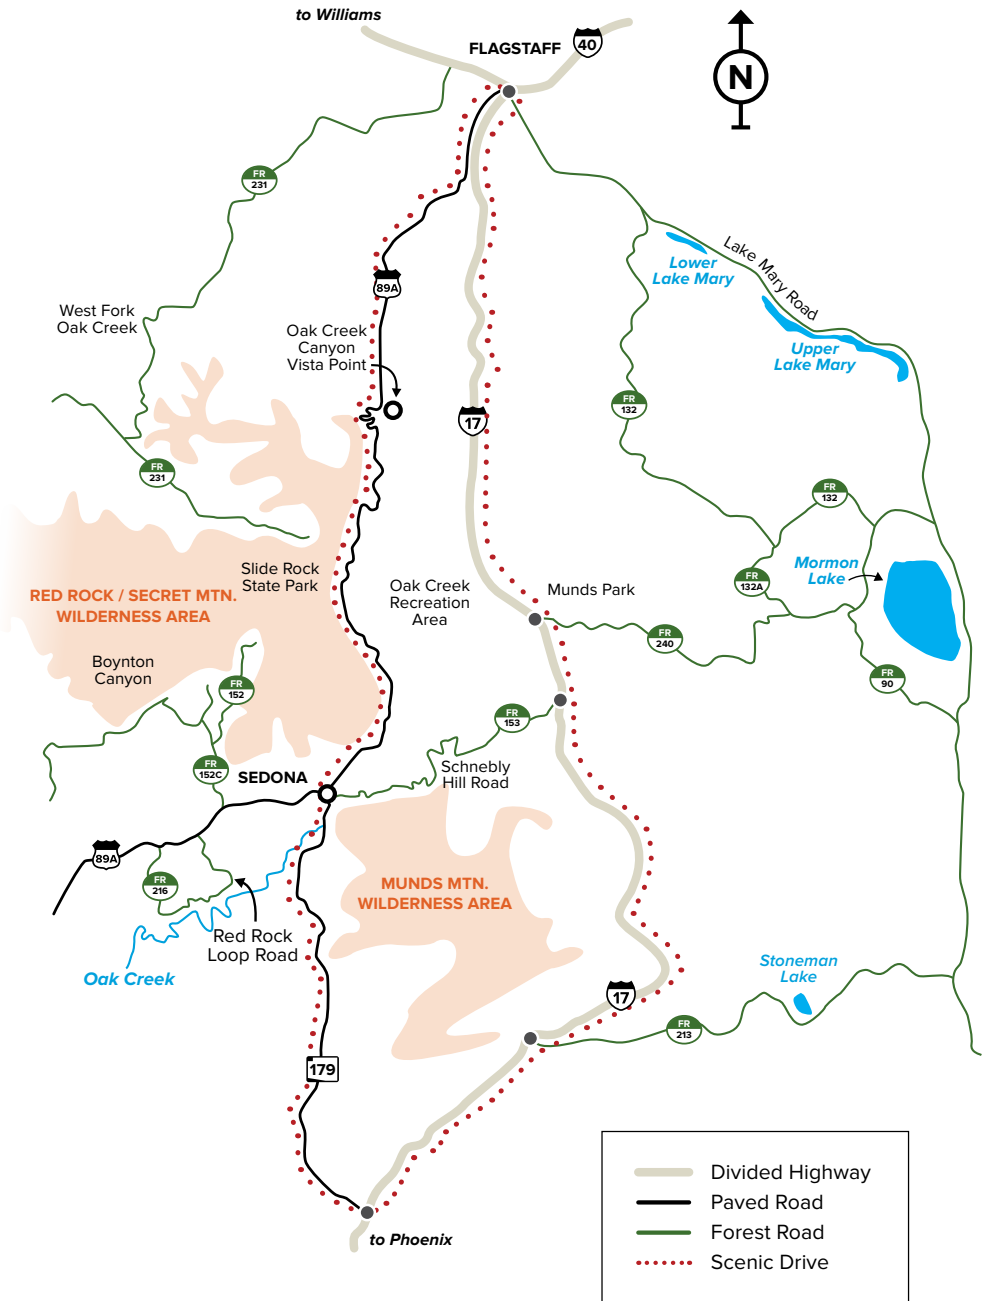 to Williams
FLAGSTAFF
40
N
FR
231
Lower
Lake Mary
Lake Mary Road
89A
West Fork
Oak Creek
Oak Creek
Canyon
Vista Point
Upper
Lake Mary
FR
132
17
FR
231
FR
132
Slide Rock
State Park
Mormon
Lake
FR
132A
Oak Creek
Recreation
Area
Munds Park
RED ROCK / SECRET MTN.
WILDERNESS AREA
FR
240
Boynton
Canyon
FR
152
FR
90
FR
153
FR
152C
SEDONA
Schnebly
Hill Road
89A
FR
216
MUNDS MTN.
WILDERNESS AREA
Red Rock
Loop Road
Oak Creek
Stoneman
Lake
17
FR
213
179
to Phoenix
Divided Highway
Paved Road
Forest Road
Scenic Drive